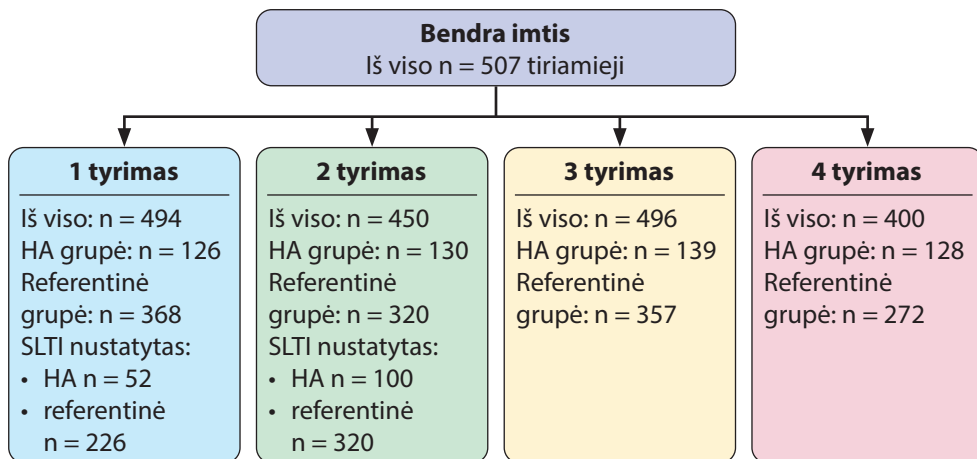 Bendra imtis
Iš viso n = 507 tiriamieji
1 tyrimas
Iš viso: n = 494
HA grupė: n = 126
Referentinė
grupė: n = 368
SLTI nustatytas:
• HA n = 52
• referentinė
n = 226
2 tyrimas
Iš viso: n = 450
HA grupė: n = 130
Referentinė
grupė: n = 320
SLTI nustatytas:
• HA n = 100
• referentinė
n = 320
3 tyrimas
Iš viso: n = 496
HA grupė: n = 139
Referentinė
grupė: n = 357
4 tyrimas
Iš viso: n = 400
HA grupė: n = 128
Referentinė
grupė: n = 272